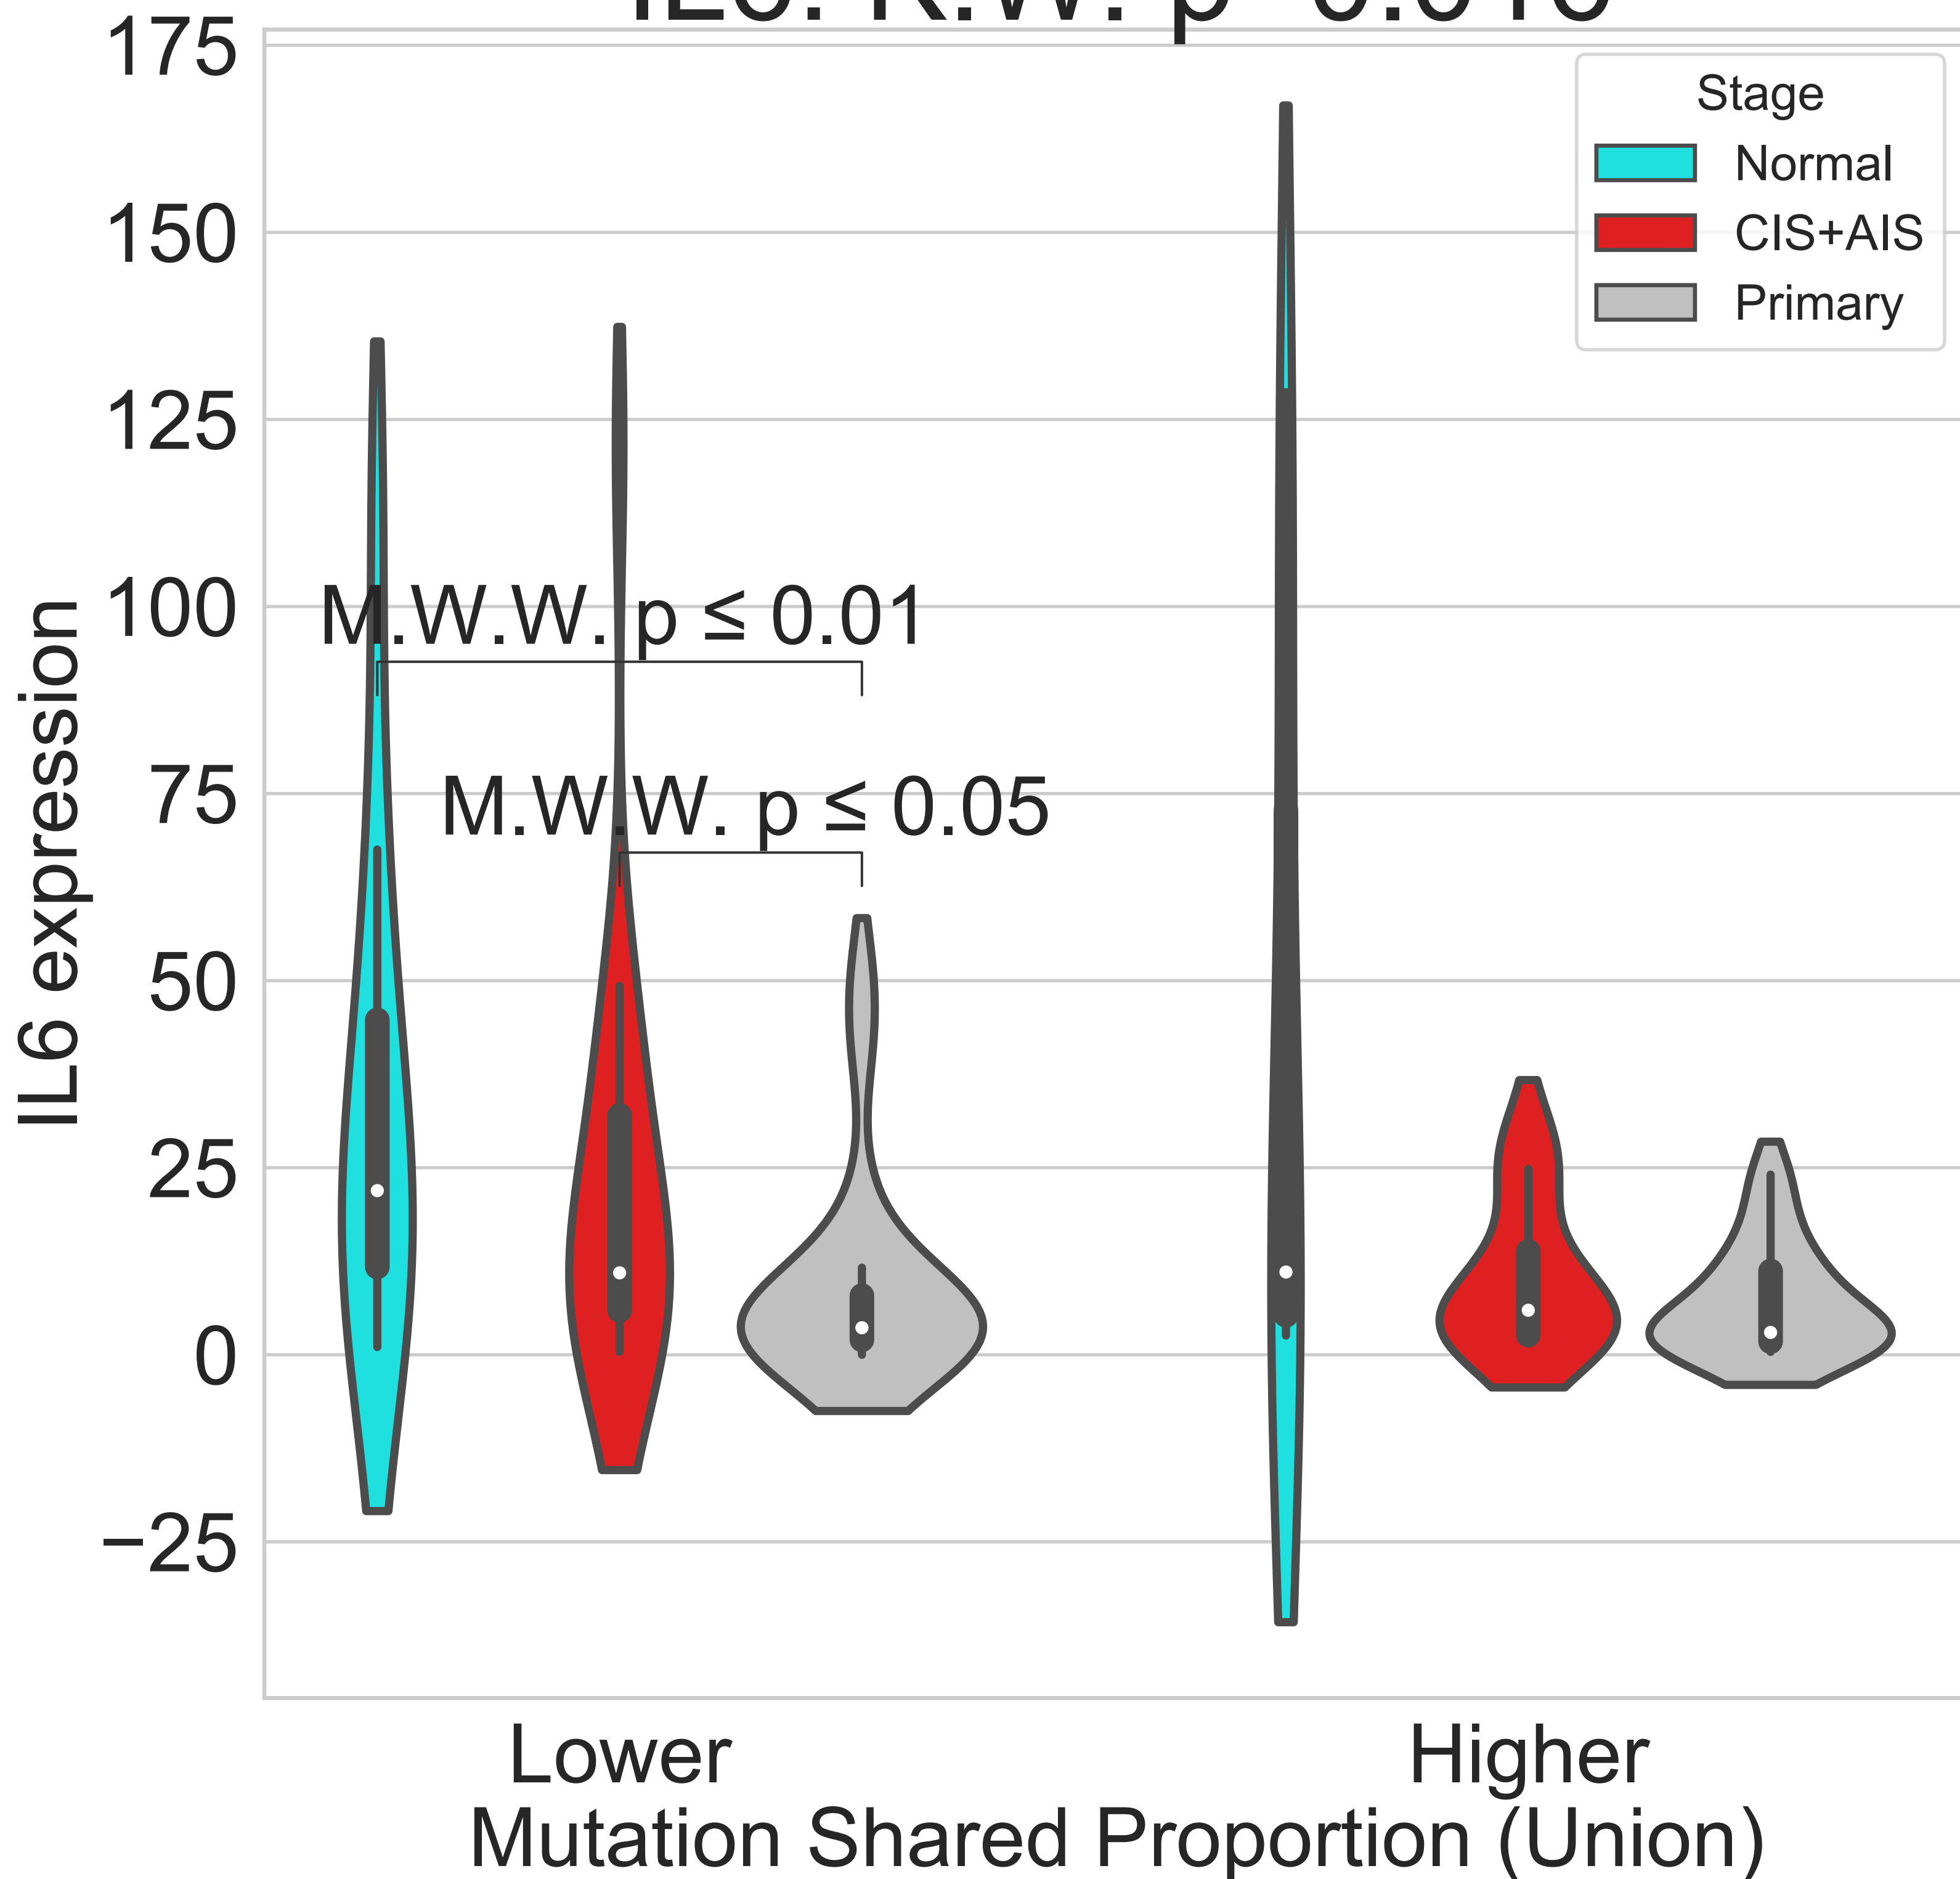 175
150
125
100
75
50
25
0
−25
IL6 expression
Stage
Normal
CIS+AIS
Primary
M.W.W. p ≤ 0.01
M.W.W. p ≤ 0.05
Lower
Higher
Mutation Shared Proportion (Union)